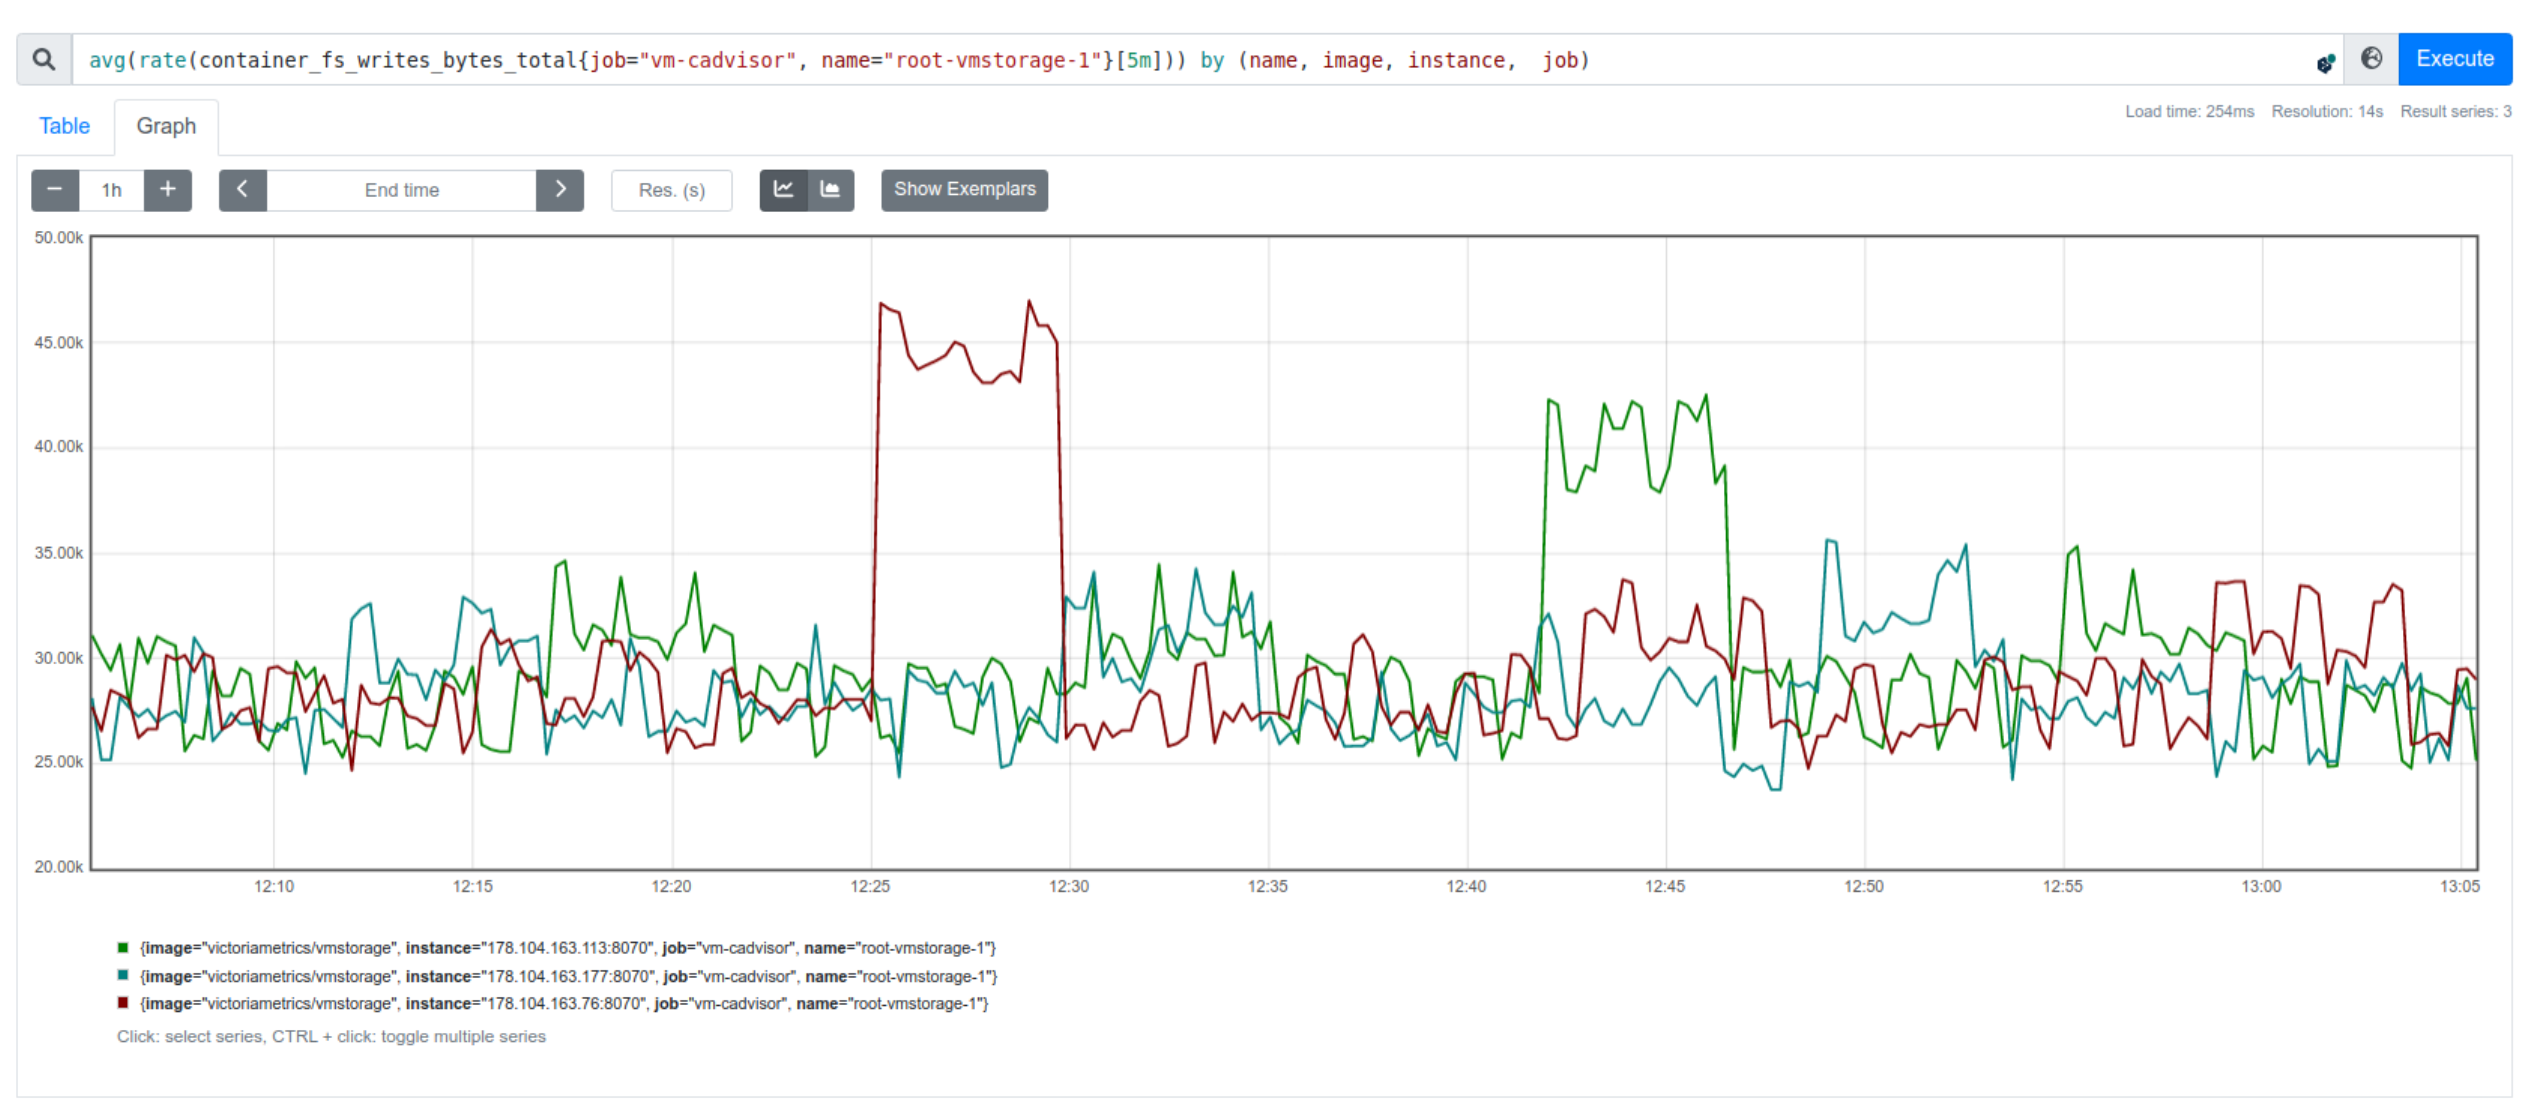 avg(rate(container_fs_writes_bytes_total{job="vm-cadvisor", name="root-vmstorage-1"}[5m])) by (name, image, instance,  job)
Execute
Table
Graph
Load time: 254ms Resolution: 14s Result series: 3
1h
End time
Res. (s)
Show Exemplars
50.00k
45.00k
40.00k
35.00k
30.00k
25.00k
20.00k
12:10 12:15 12:20 12:25 12:30 12:35 12:40 12:45 12:50 12:55 13:00 13:05
{image="victoriametrics/vmstorage", instance="178.104.163.113:8070", job="vm-cadvisor", name="root-vmstorage-1"}
{image="victoriametrics/vmstorage", instance="178.104.163.177:8070", job="vm-cadvisor", name="root-vmstorage-1"}
{image="victoriametrics/vmstorage", instance="178.104.163.76:8070", job="vm-cadvisor", name="root-vmstorage-1"}
Click: select series, CTRL + click: toggle multiple series